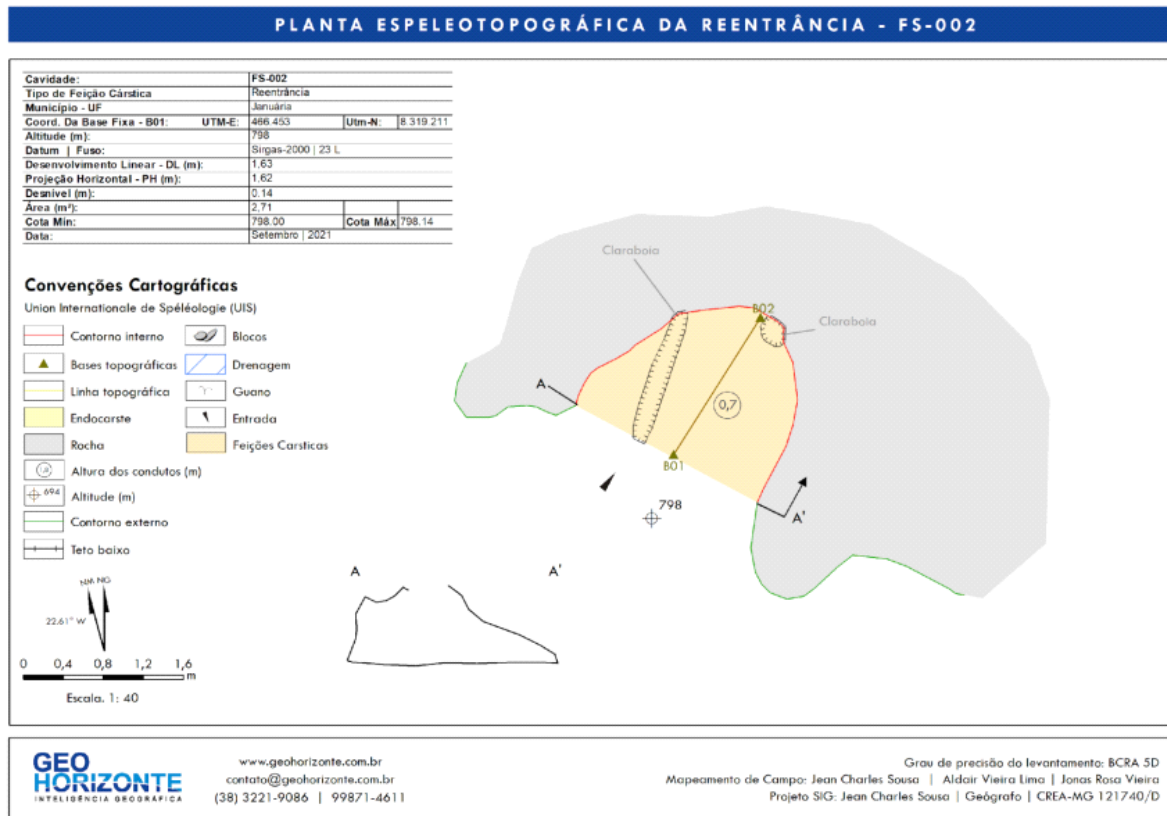 PLANTA ESPELEOTOPOGRÁFICA DA REENTRÂNCIA - FS-002
Cavidade: FS-002
Tipo de Feição Cárstica Reentrância
Município - UF Januária
Coord. Da Base Fixa - B01: UTM-E: 466.453 Utm-N: 8.319.211
Altitude (m): 798
Datum | Fuso: Sirgas-2000 | 23 L
Desenvolvimento Linear - DL (m): 1,63
Projeção Horizontal - PH (m): 1,62
Desnível (m): 0.14
Área (m²): 2,71
Cota Min: 798.00 Cota Máx 798.14
Data: Setembro | 2021
Convenções Cartográficas
Union Internationale de Spéléologie (UIS)
Contorno interno
Blocos
Bases topográficas
Drenagem
Linha topográfica
Guano
Endocarste
Entrada
Rocha
Feições Carsticas
Altura dos condutos (m)
694 Altitude (m)
Contorno externo
Teto baixo
NM NG
22.61° W
0 0,4 0,8 1,2 1,6
m
Escala. 1: 40
Claraboia
B02
Claraboia
A
0,7
B01
798
A'
A A'
GEO
HORIZONTE
INTELIGÊNCIA GEOGRÁFICA
www.geohorizonte.com.br
contato@geohorizonte.com.br
(38) 3221-9086 | 99871-4611
Grau de precisão do levantamento: BCRA 5D
Mapeamento de Campo: Jean Charles Sousa | Aldair Vieira Lima | Jonas Rosa Vieira
Projeto SIG: Jean Charles Sousa | Geógrafo | CREA-MG 121740/D